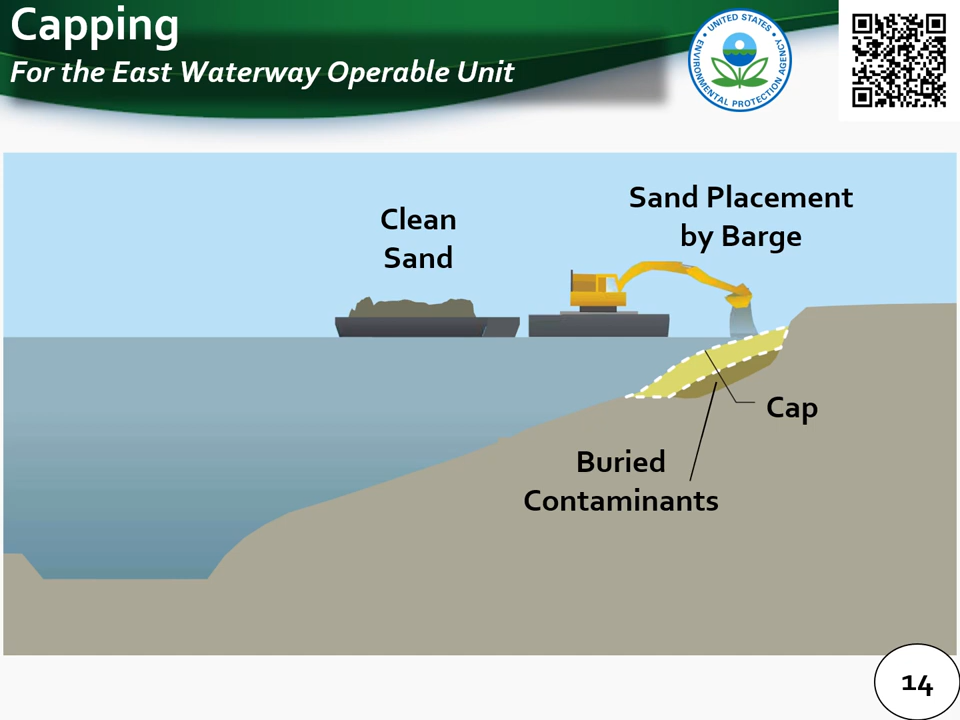 Capping
For the East Waterway Operable Unit
UNITED STATES
ENVIRONMENTAL PROTECTION AGENCY
Clean
Sand
Sand Placement
by Barge
Cap
Buried
Contaminants
14